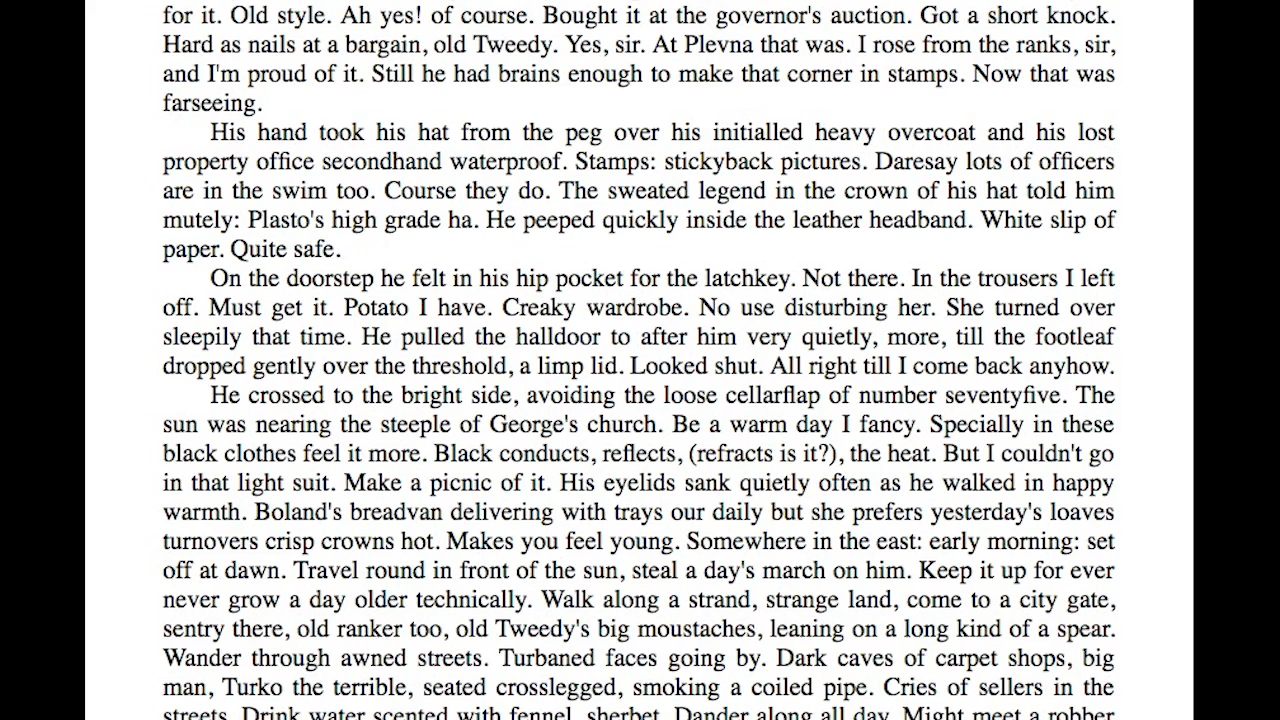 for it. Old style. Ah yes! of course. Bought it at the governor's auction. Got a short knock.
Hard as nails at a bargain, old Tweedy. Yes, sir. At Plevna that was. I rose from the ranks, sir,
and I'm proud of it. Still he had brains enough to make that corner in stamps. Now that was
farseeing.
His hand took his hat from the peg over his initialled heavy overcoat and his lost
property office secondhand waterproof. Stamps: stickyback pictures. Daresay lots of officers
are in the swim too. Course they do. The sweated legend in the crown of his hat told him
mutely: Plasto's high grade ha. He peeped quickly inside the leather headband. White slip of
paper. Quite safe.
On the doorstep he felt in his hip pocket for the latchkey. Not there. In the trousers I left
off. Must get it. Potato I have. Creaky wardrobe. No use disturbing her. She turned over
sleepily that time. He pulled the halldoor to after him very quietly, more, till the footleaf
dropped gently over the threshold, a limp lid. Looked shut. All right till I come back anyhow.
He crossed to the bright side, avoiding the loose cellarflap of number seventyfive. The
sun was nearing the steeple of George's church. Be a warm day I fancy. Specially in these
black clothes feel it more. Black conducts, reflects, (refracts is it?), the heat. But I couldn't go
in that light suit. Make a picnic of it. His eyelids sank quietly often as he walked in happy
warmth. Boland's breadvan delivering with trays our daily but she prefers yesterday's loaves
turnovers crisp crowns hot. Makes you feel young. Somewhere in the east: early morning: set
off at dawn. Travel round in front of the sun, steal a day's march on him. Keep it up for ever
never grow a day older technically. Walk along a strand, strange land, come to a city gate,
sentry there, old ranker too, old Tweedy's big moustaches, leaning on a long kind of a spear.
Wander through awned streets. Turbaned faces going by. Dark caves of carpet shops, big
man, Turko the terrible, seated crosslegged, smoking a coiled pipe. Cries of sellers in the
streets. Drink water scented with fennel, sherbet. Dander along all day. Might meet a robber